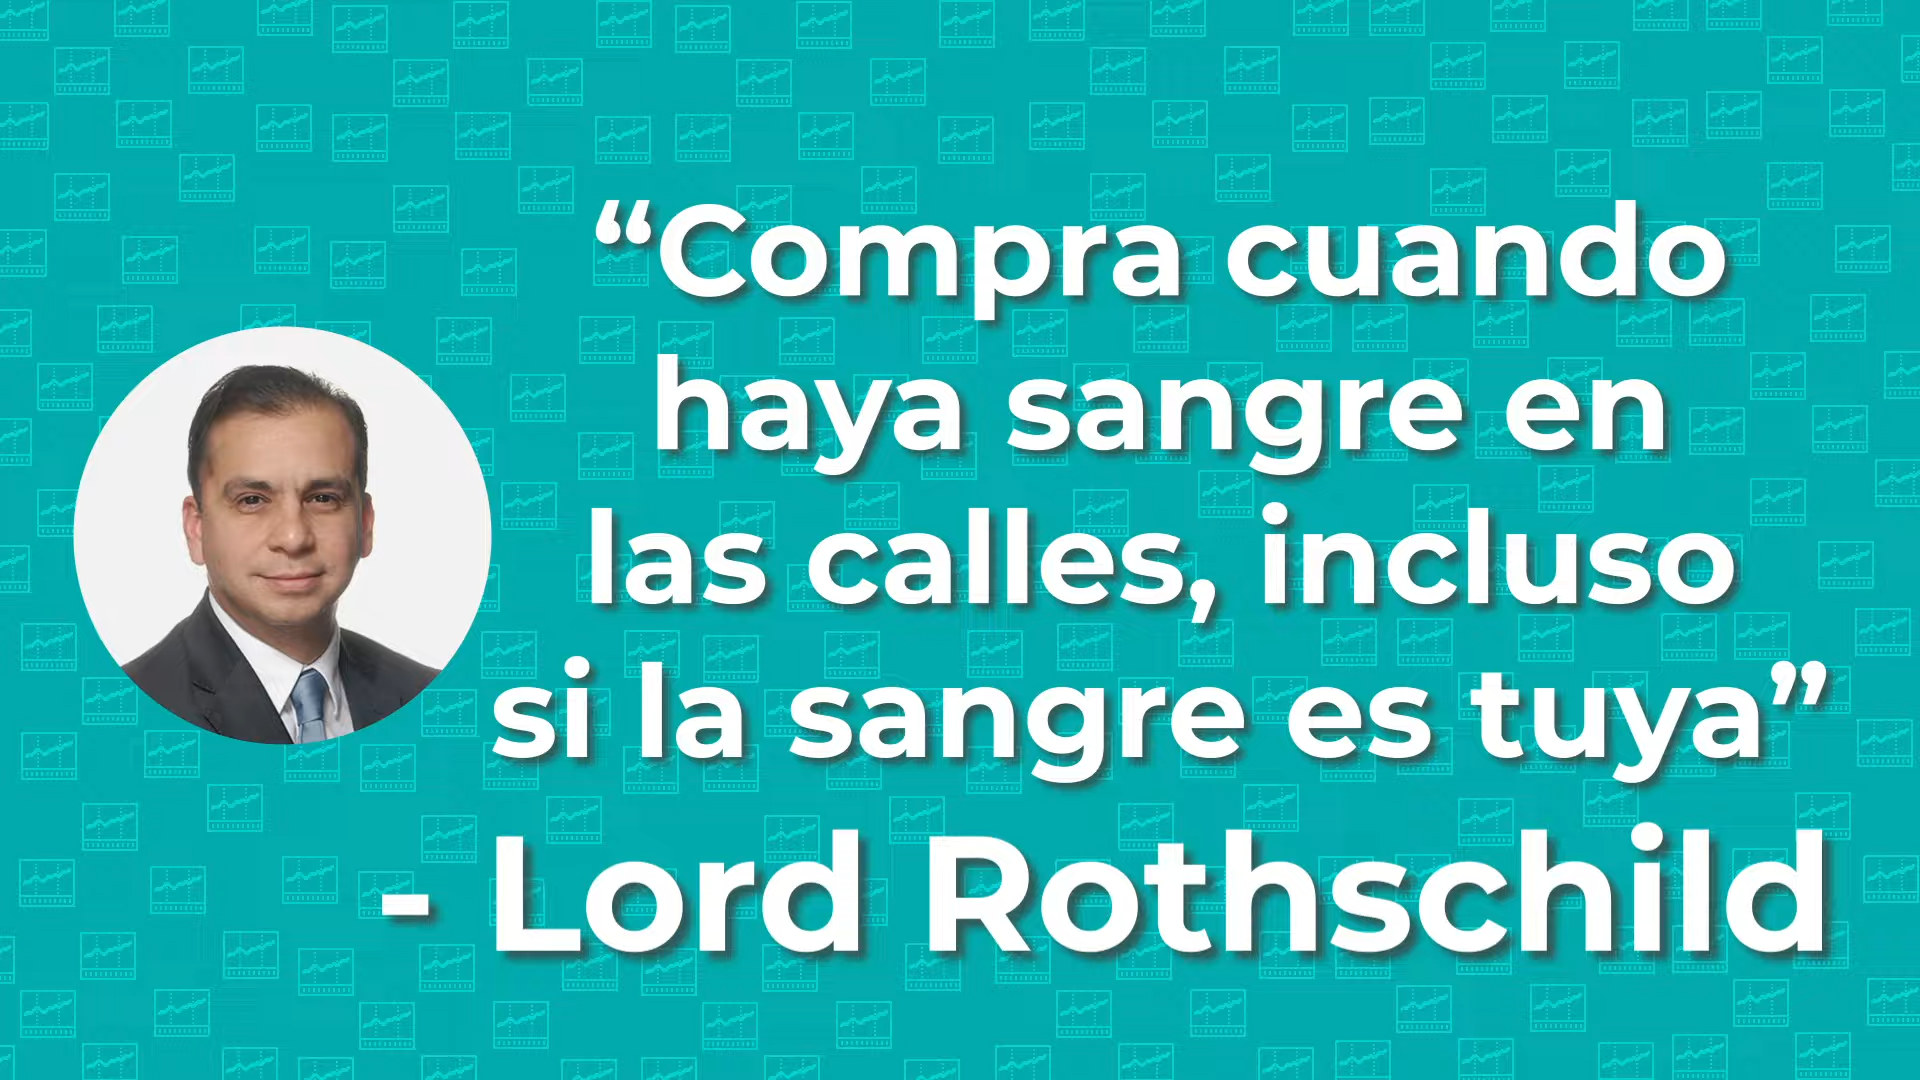 “Compra cuando
haya sangre en
las calles, incluso
si la sangre es tuya”
- Lord Rothschild